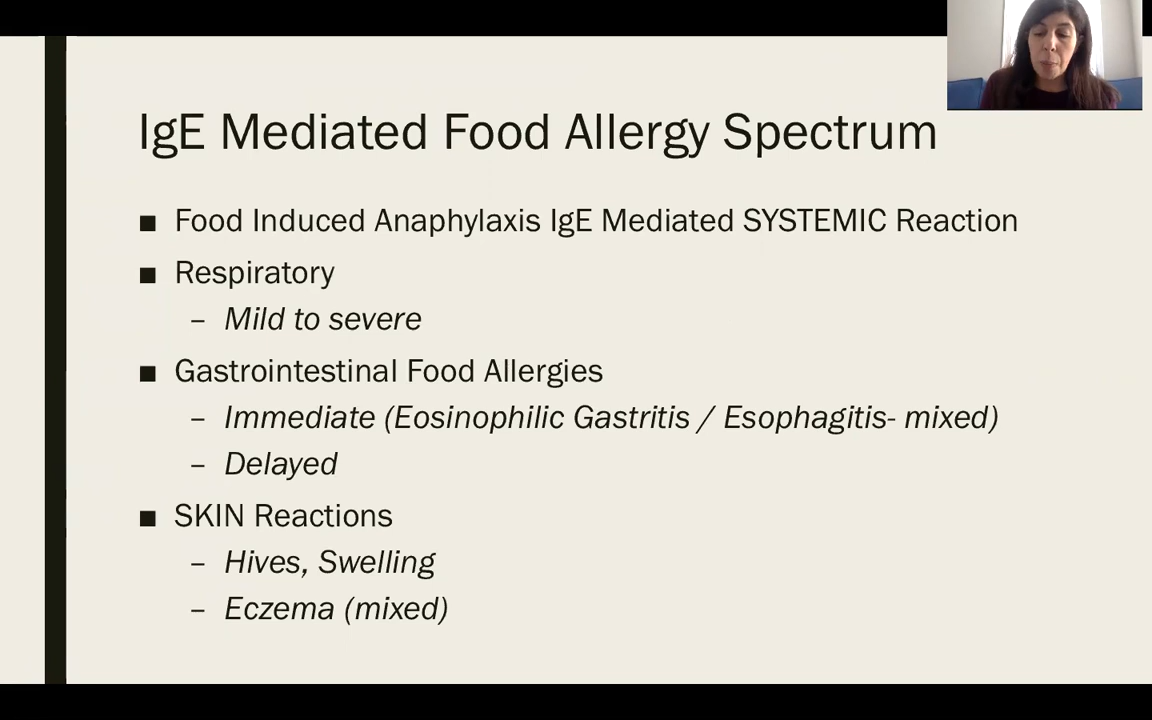 IgE Mediated Food Allergy Spectrum
■ Food Induced Anaphylaxis IgE Mediated SYSTEMIC Reaction
■ Respiratory
– Mild to severe
■ Gastrointestinal Food Allergies
– Immediate (Eosinophilic Gastritis / Esophagitis- mixed)
– Delayed
■ SKIN Reactions
– Hives, Swelling
– Eczema (mixed)